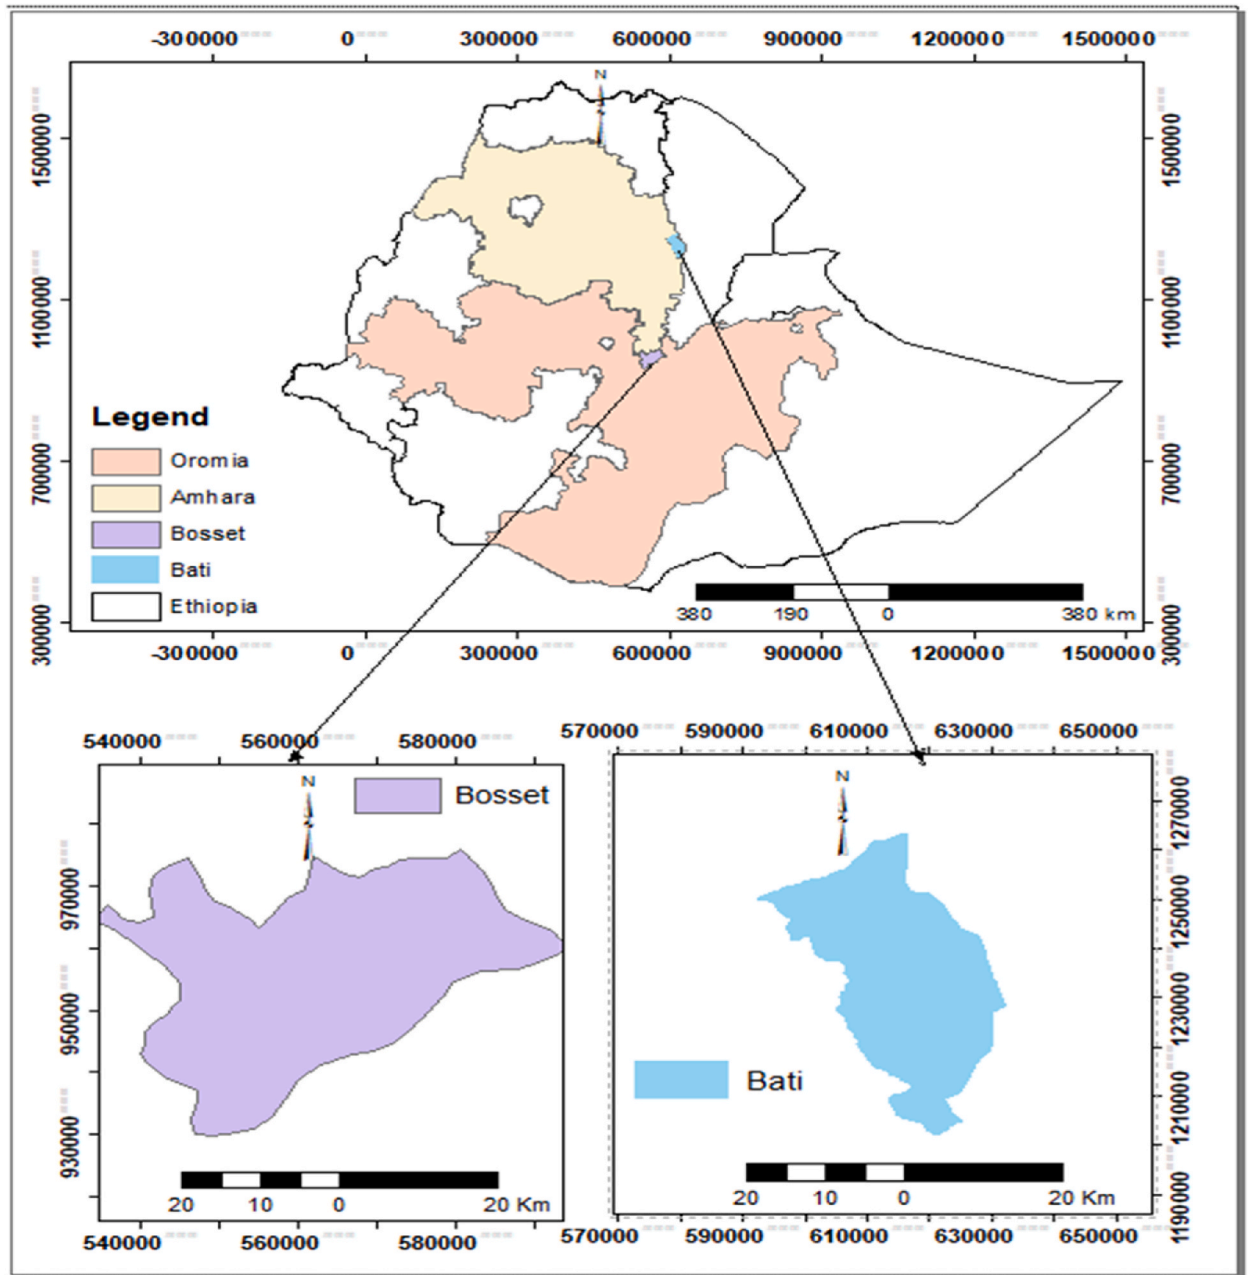 -300000 0 300000 600000 900000 1200000 1500000
N
1500000 1500000
1100000 1100000
700000 700000
300000 300000
Legend
Oromia
Amhara
Bosset
Bati
Ethiopia
380 190 0 380 km
-300000 0 300000 600000 900000 1200000 1500000
540000 560000 580000
570000 590000 610000 630000 650000
N
Bosset
970000
950000
930000
20 10 0 20 Km
540000 560000 580000
N
1270000
1250000
1230000
1210000
1190000
Bati
20 10 0 20 Km
570000 590000 610000 630000 650000